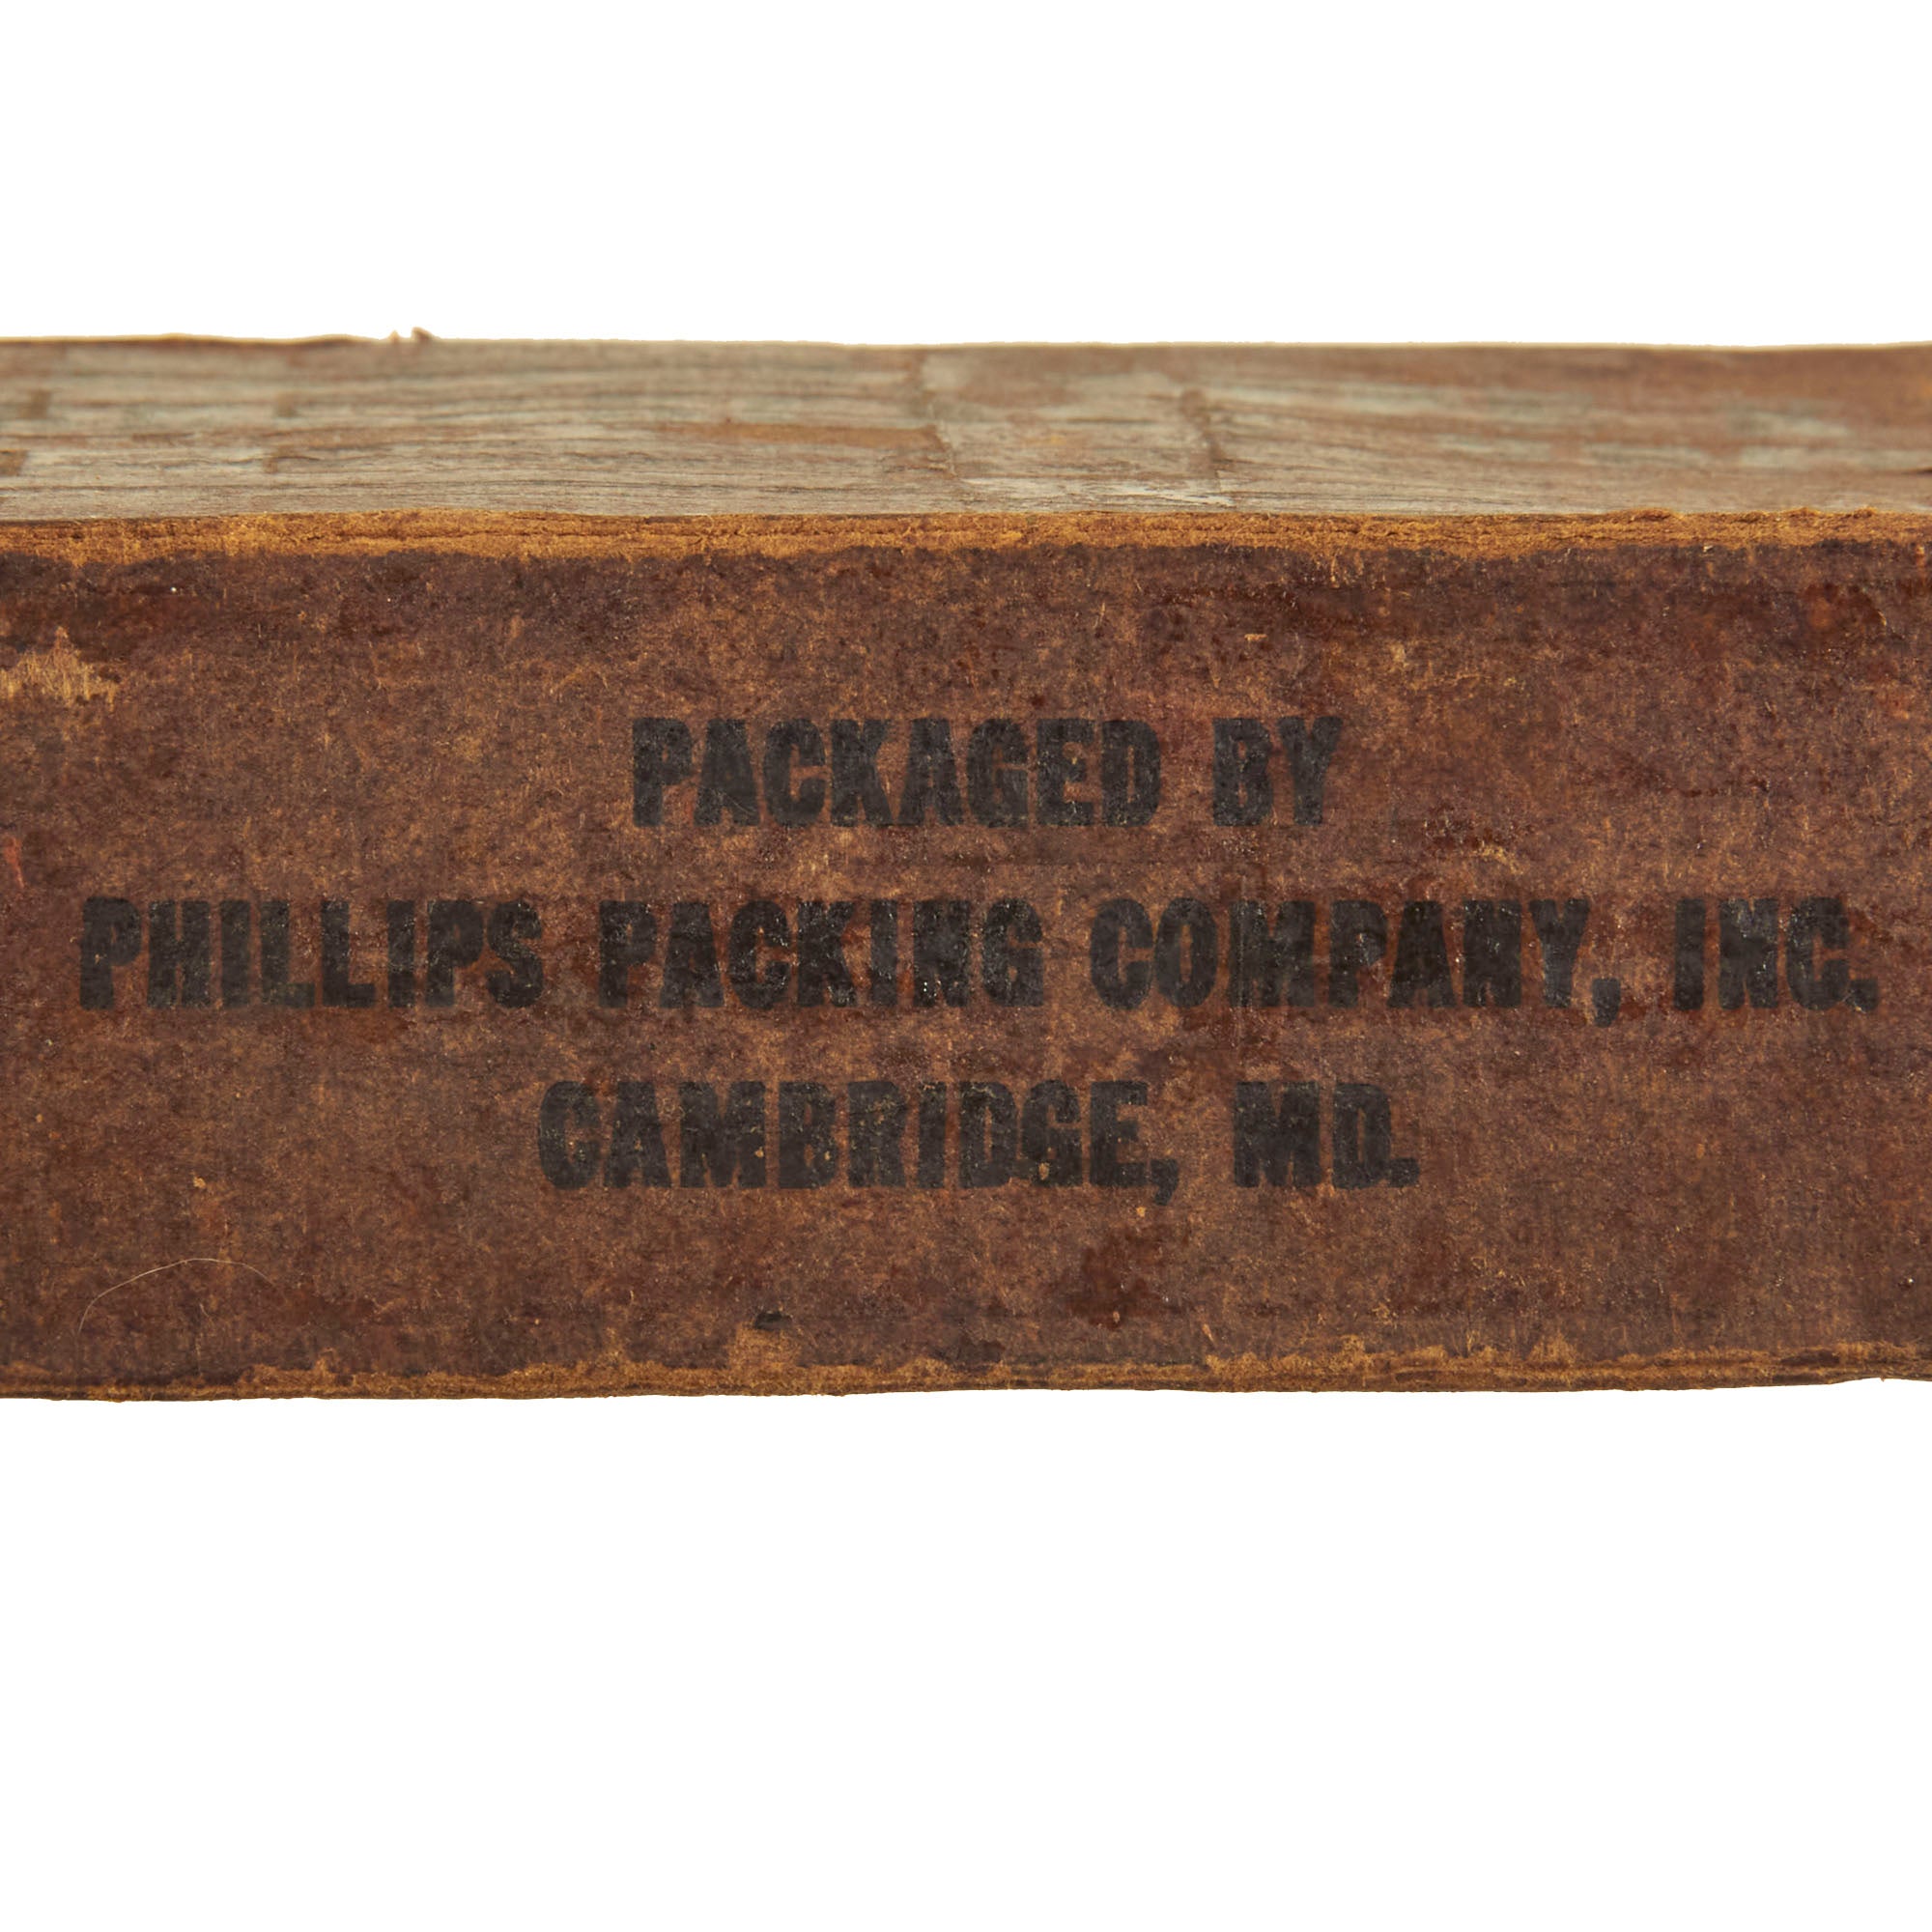 PACKAGED BY
PHILLIPS PACKING COMPANY, INC.
CAMBRIDGE, MD.